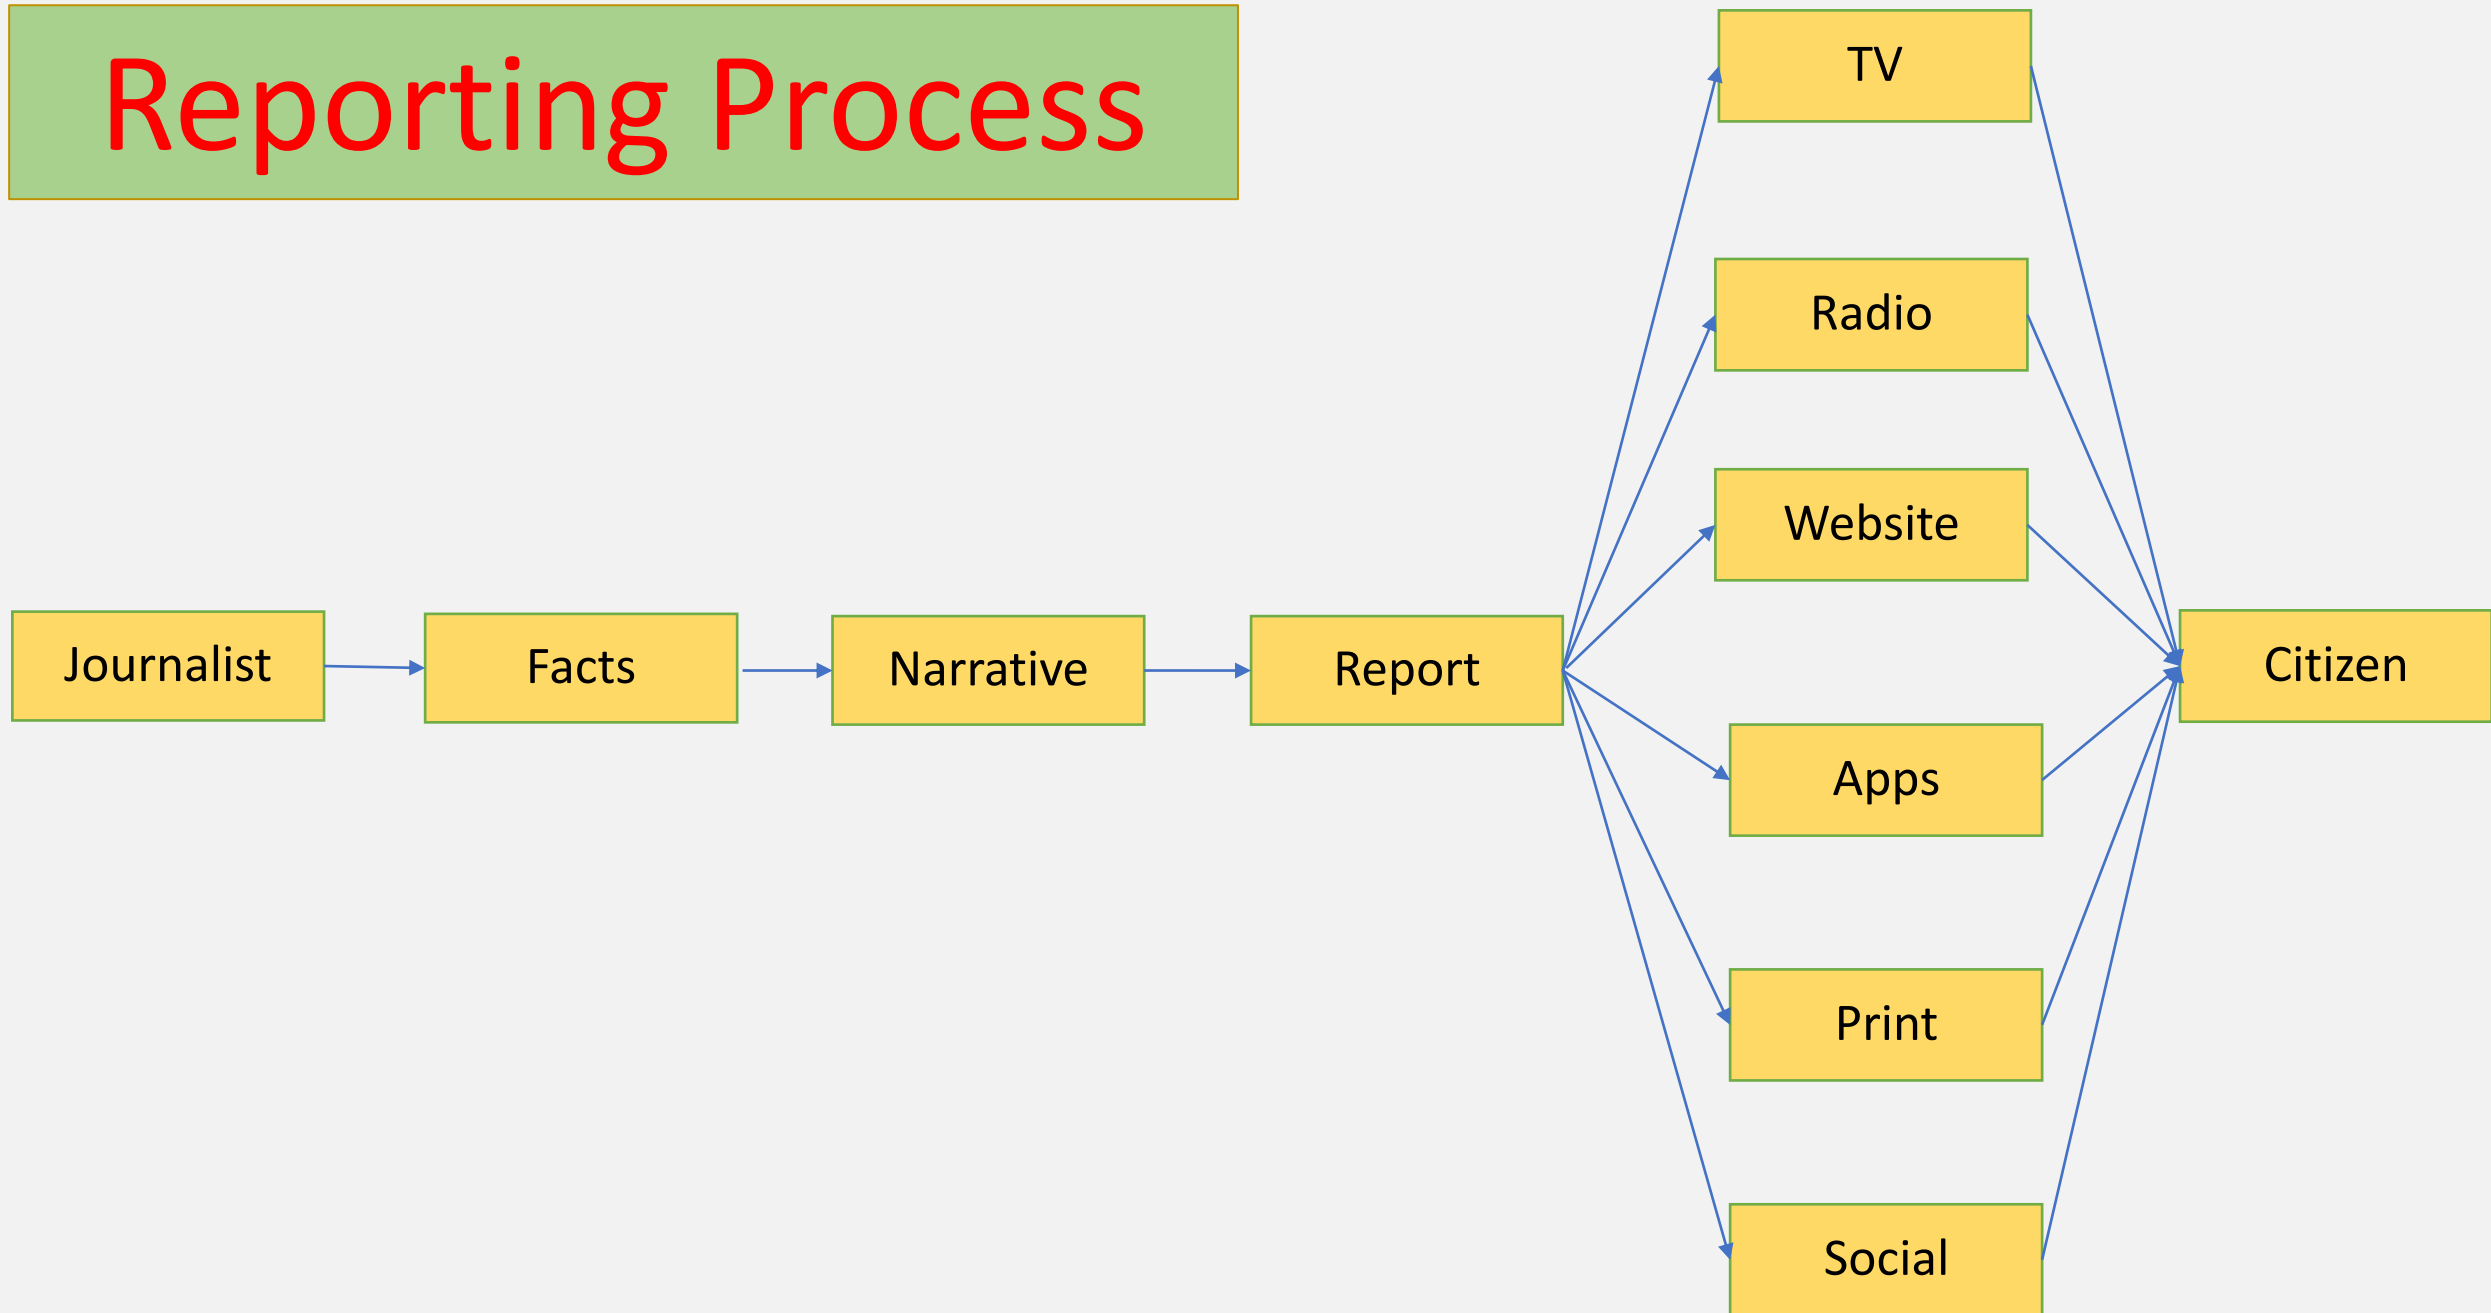 Reporting Process
Journalist
Facts
Narrative
Report
TV
Radio
Website
Apps
Print
Social
Citizen